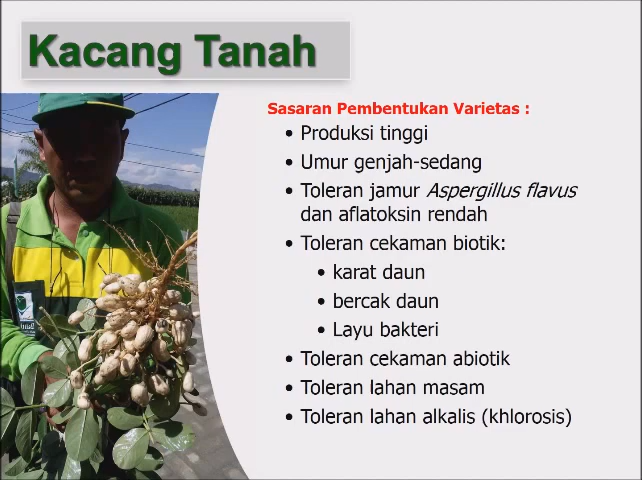 Kacang Tanah
Sasaran Pembentukan Varietas :
• Produksi tinggi
• Umur genjah-sedang
• Toleran jamur Aspergillus flavus
dan aflatoksin rendah
• Toleran cekaman biotik:
• karat daun
• bercak daun
• Layu bakteri
• Toleran cekaman abiotik
• Toleran lahan masam
• Toleran lahan alkalis (khlorosis)